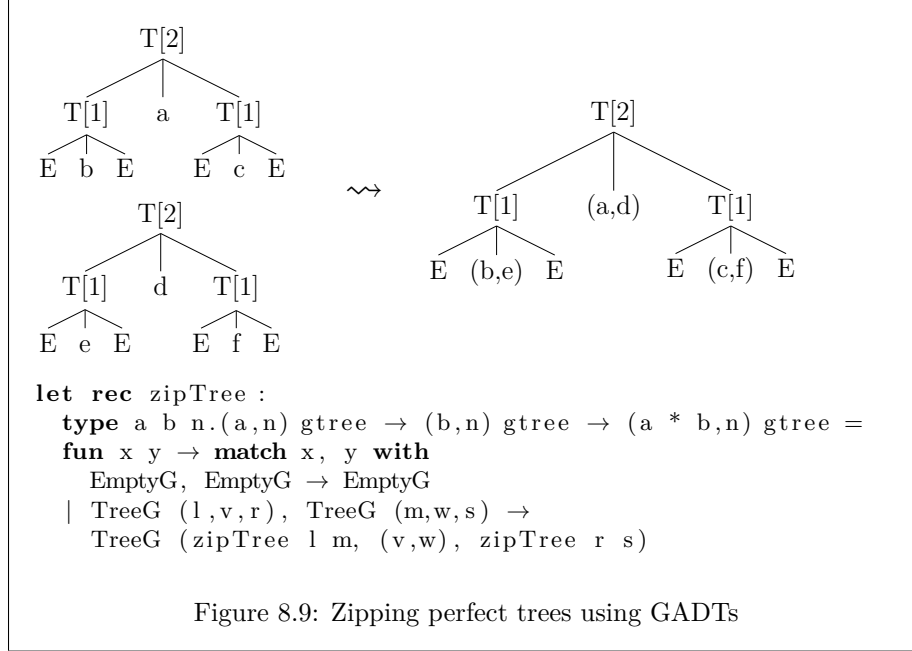 T[2]
T[1] a T[1]
E b E E c E
T[2]
T[1] d T[1]
E e E E f E
⇝
T[2]
T[1] (a,d) T[1]
E (b,e) E E (c,f) E
let rec zipTree :
type a b n.(a,n) gtree → (b,n) gtree → (a * b,n) gtree =
fun x y → match x, y with
EmptyG, EmptyG → EmptyG
| TreeG (l,v,r), TreeG (m,w,s) →
TreeG (zipTree l m, (v,w), zipTree r s)
Figure 8.9: Zipping perfect trees using GADTs